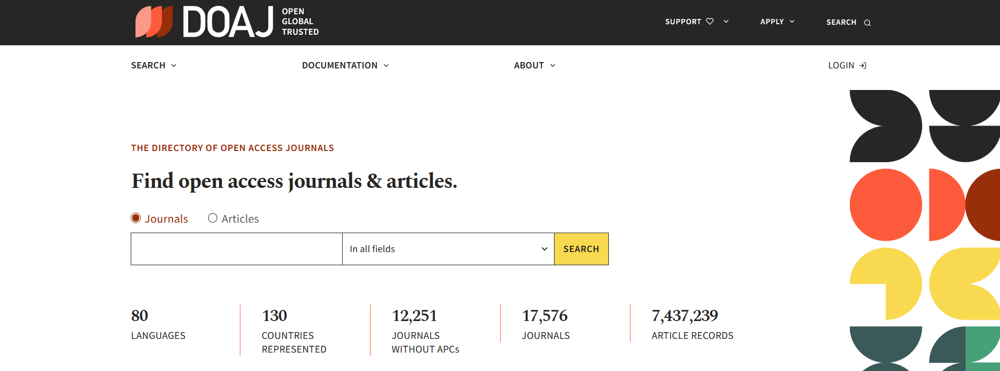 DOAJ
OPEN
GLOBAL
TRUSTED
SUPPORT
APPLY
SEARCH
SEARCH
DOCUMENTATION
ABOUT
LOGIN
THE DIRECTORY OF OPEN ACCESS JOURNALS
Find open access journals & articles.
Journals
Articles
In all fields
SEARCH
80
LANGUAGES
130
COUNTRIES
REPRESENTED
12,251
JOURNALS
WITHOUT APCs
17,576
JOURNALS
7,437,239
ARTICLE RECORDS